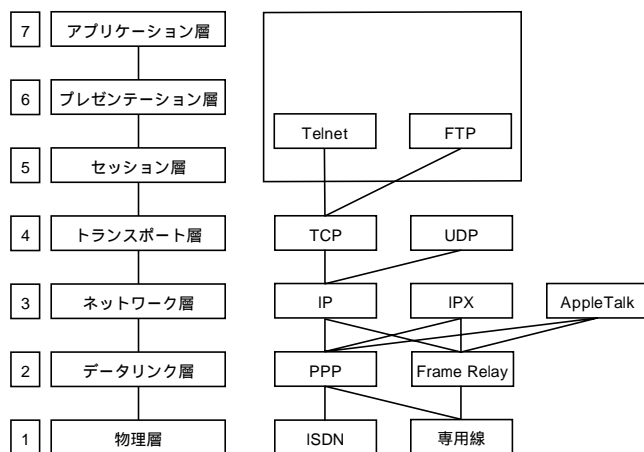 7 アプリケーション層
6 プレゼンテーション層
Telnet FTP
5 セッション層
4 トランスポート層 TCP UDP
3 ネットワーク層 IP IPX AppleTalk
2 データリンク層 PPP Frame Relay
1 物理層 ISDN 専用線